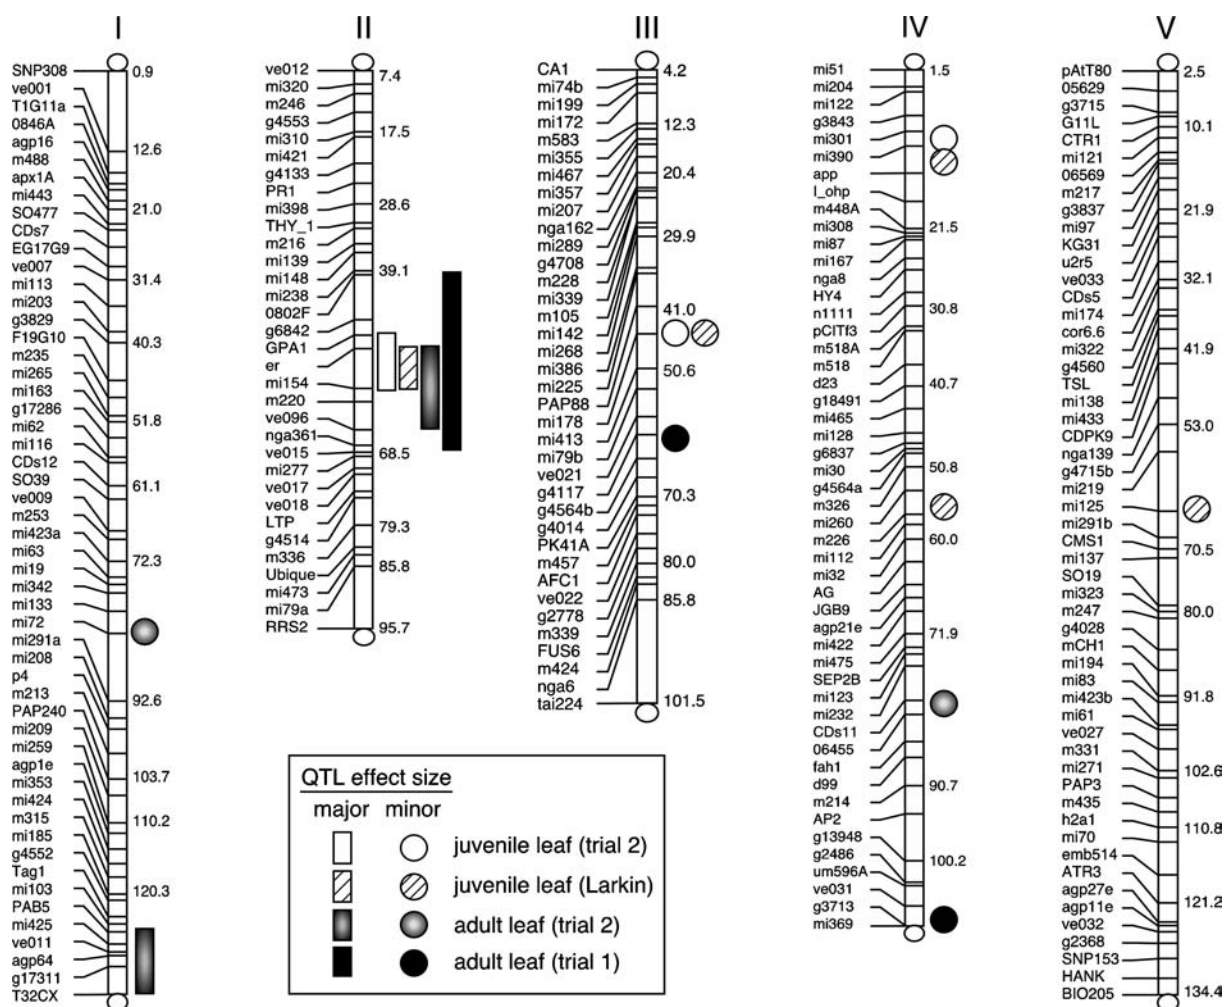 I
SNP308
ve001
T1G11a
0846A
agp16
m488
apx1A
mi443
SO477
CDs7
EG17G9
ve007
mi113
mi203
g3829
F19G10
m235
mi265
mi163
g17286
mi62
mi116
CDs12
SO39
ve009
m253
mi423a
mi63
mi19
mi342
mi133
mi72
mi291a
mi208
p4
m213
PAP240
mi209
mi259
agp1e
mi353
mi424
m315
mi185
g4552
Tag1
mi103
PAB5
mi425
ve011
agp64
g17311
T32CX
0.9
12.6
21.0
31.4
40.3
51.8
61.1
72.3
92.6
103.7
110.2
120.3
II
ve012
mi320
m246
g4553
mi310
mi421
g4133
PR1
mi398
THY_1
m216
mi139
mi148
mi238
0802F
g6842
GPA1
er
mi154
m220
ve096
nga361
ve015
mi277
ve017
ve018
LTP
g4514
m336
Ubique
mi473
mi79a
RRS2
7.4
17.5
28.6
39.1
68.5
79.3
85.8
95.7
III
CA1
mi74b
mi199
mi172
m583
mi355
mi467
mi357
mi207
nga162
mi289
g4708
m228
mi339
m105
mi142
mi268
mi386
mi225
PAP88
mi178
mi413
mi79b
ve021
g4117
g4564b
g4014
PK41A
m457
AFC1
ve022
g2778
m339
FUS6
m424
nga6
tai224
4.2
12.3
20.4
29.9
41.0
50.6
70.3
80.0
85.8
101.5
IV
mi51
mi204
mi122
g3843
mi301
mi390
app
l_ohp
m448A
mi308
mi87
mi167
nga8
HY4
n1111
pCITf3
m518A
m518
d23
g18491
mi465
mi128
g6837
mi30
g4564a
m326
mi260
m226
mi112
mi32
AG
JGB9
agp21e
mi422
mi475
SEP2B
mi123
mi232
CDs11
06455
fah1
d99
m214
AP2
g13948
g2486
um596A
ve031
g3713
mi369
1.5
21.5
30.8
40.7
50.8
60.0
71.9
90.7
100.2
V
pAtT80
05629
g3715
G11L
CTR1
mi121
06569
m217
g3837
mi97
KG31
u2r5
ve033
CDs5
mi174
cor6.6
mi322
g4560
TSL
mi138
mi433
CDPK9
nga139
g4715b
mi219
mi125
mi291b
CMS1
mi137
SO19
mi323
m247
g4028
mCH1
mi194
mi83
mi423b
mi61
ve027
m331
mi271
PAP3
m435
h2a1
mi70
emb514
ATR3
agp27e
agp11e
ve032
g2368
SNP153
HANK
BIO205
2.5
10.1
21.9
32.1
41.9
53.0
70.5
80.0
91.8
102.6
110.8
121.2
134.4
QTL effect size
major minor
juvenile leaf (trial 2)
juvenile leaf (Larkin)
adult leaf (trial 2)
adult leaf (trial 1)